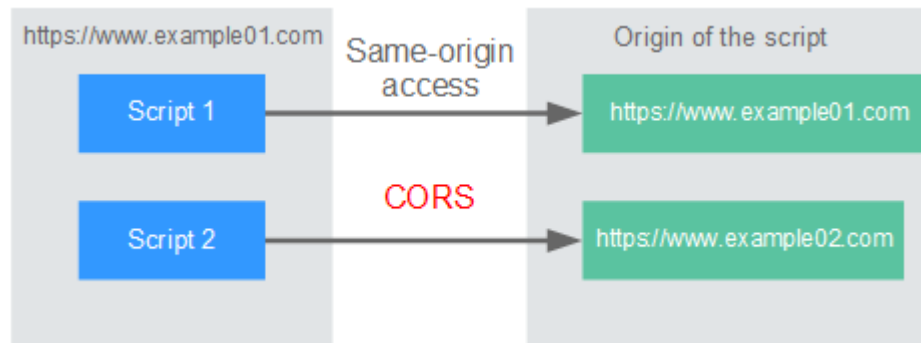 https://www.example01.com
Origin of the script
Same-origin
access
Script 1
https://www.example01.com
CORS
Script 2
https://www.example02.com